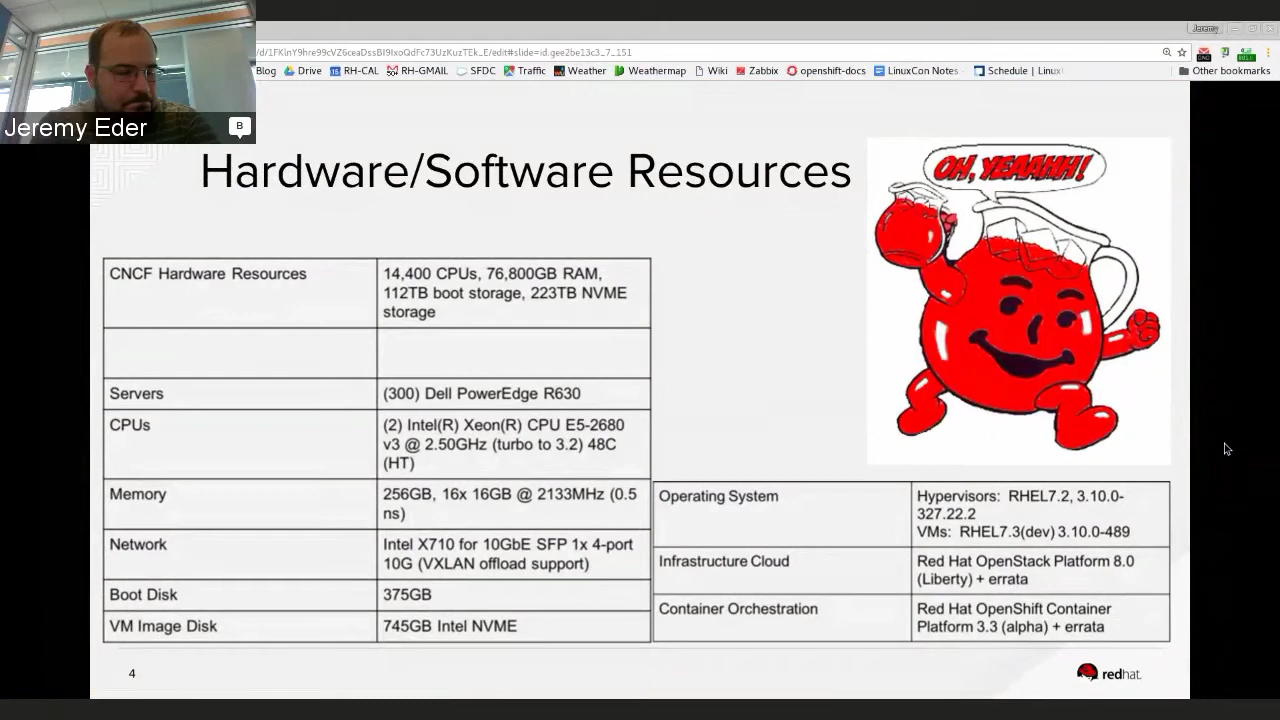 Jeremy
/d/1FKlnY9hre99cVZ6ceaDssBI9IxoQdFc73UzKuzTEk_E/edit#slide=id.gee2be13c3_7_151
Blog Drive RH-CAL RH-GMAIL SFDC Traffic Weather Weathermap Wiki Zabbix openshift-docs LinuxCon Notes Schedule | Linux Other bookmarks
Jeremy Eder
B
Hardware/Software Resources
OH, YEAAHH!
CNCF Hardware Resources
14,400 CPUs, 76,800GB RAM,
112TB boot storage, 223TB NVME
storage
Servers
(300) Dell PowerEdge R630
CPUs
(2) Intel(R) Xeon(R) CPU E5-2680
v3 @ 2.50GHz (turbo to 3.2) 48C
(HT)
Memory
256GB, 16x 16GB @ 2133MHz (0.5
ns)
Network
Intel X710 for 10GbE SFP 1x 4-port
10G (VXLAN offload support)
Boot Disk
375GB
VM Image Disk
745GB Intel NVME
Operating System
Hypervisors: RHEL7.2, 3.10.0-
327.22.2
VMs: RHEL7.3(dev) 3.10.0-489
Infrastructure Cloud
Red Hat OpenStack Platform 8.0
(Liberty) + errata
Container Orchestration
Red Hat OpenShift Container
Platform 3.3 (alpha) + errata
4
redhat.